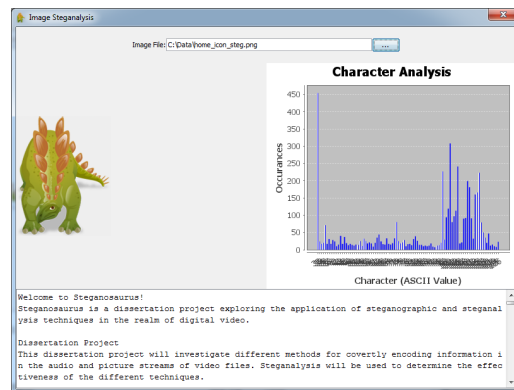 Image Steganalysis
Image File: C:\Data\home_icon_steg.png
...
Character Analysis
Occurances
450
400
350
300
250
200
150
100
50
0
Character (ASCII Value)
Welcome to Steganosaurus!
Steganosaurus is a dissertation project exploring the application of steganographic and steganal
ysis techniques in the realm of digital video.
Dissertation Project
This dissertation project will investigate different methods for covertly encoding information i
n the audio and picture streams of video files. Steganalysis will be used to determine the effec
tiveness of the different techniques.